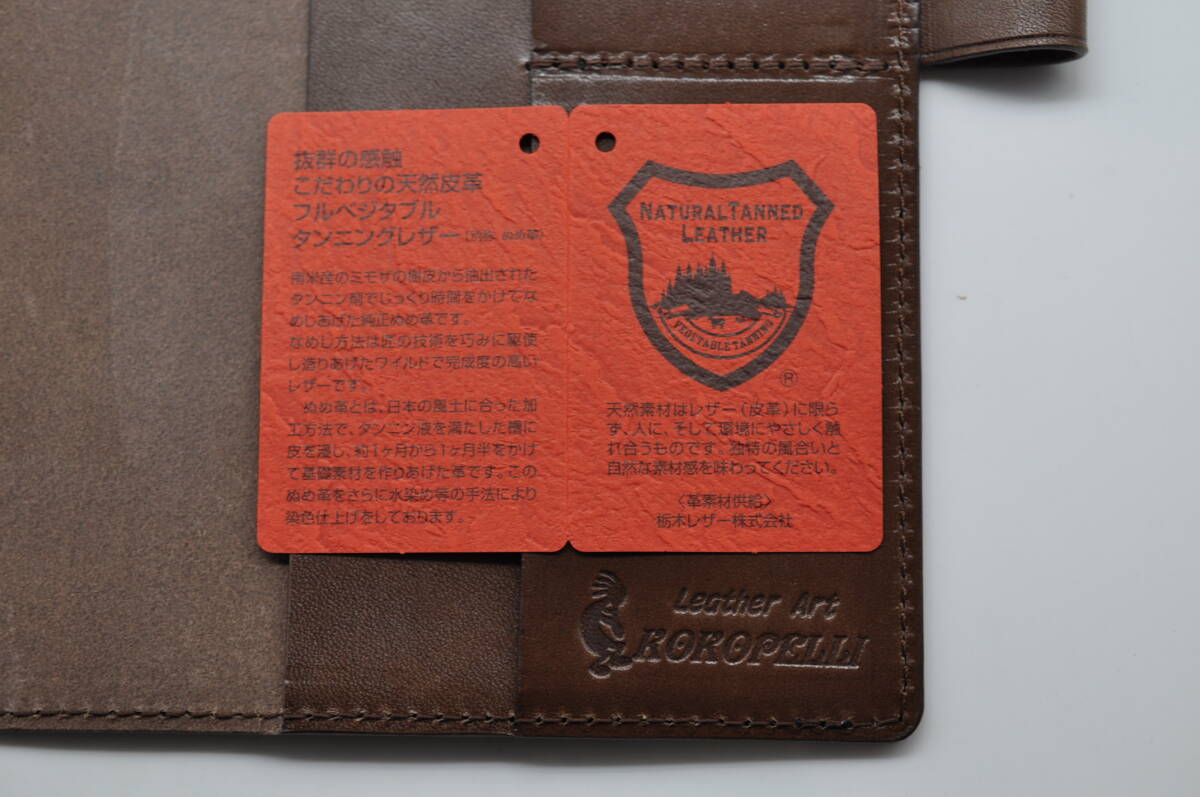 抜群の感触
こだわりの天然皮革
フルベジタブル
タンニングレザー(別称 ぬめ革)
南米産のミモザの樹皮から抽出された
タンニン剤でじっくり時間をかけてな
めしあげた純正ぬめ革です。
なめし方法は匠の技術を巧みに駆使
し造りあげたワイルドで完成度の高い
レザーです。
ぬめ革とは、日本の風土に合った加
工方法で、タンニン液を満たした槽に
皮を浸し、約1ヶ月から1ヶ月半をかけ
て基礎素材を作りあげた革です。この
ぬめ革をさらに水染め等の手法により
染色仕上げをしております。
NATURAL TANNED
LEATHER
VEGETABLE TANNING
®
天然素材はレザー(皮革)に限ら
ず、人に、そして環境にやさしく触
れ合うものです。独特の風合いと
自然な素材感を味わってください。
〈革素材供給〉
栃木レザー株式会社
Leather Art
KOKOPELLI